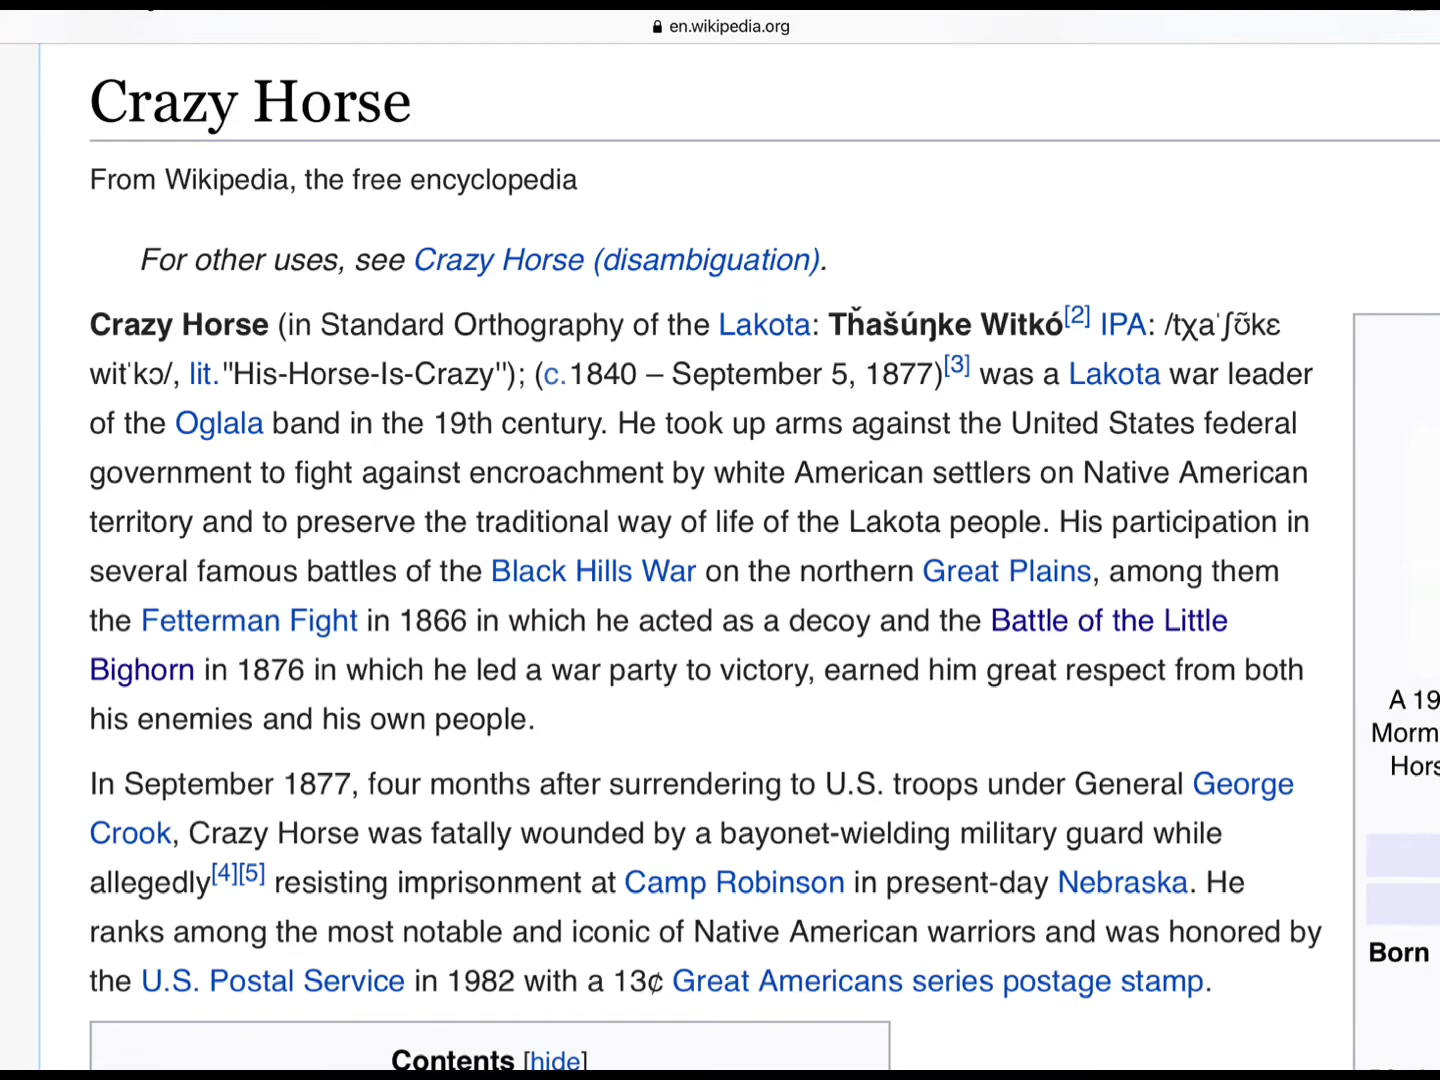 en.wikipedia.org
Crazy Horse
From Wikipedia, the free encyclopedia
For other uses, see Crazy Horse (disambiguation).
Crazy Horse (in Standard Orthography of the Lakota: Tȟašúŋke Witkó[2] IPA: /tχaˈʃʊ̃kɛ
witˈkɔ/, lit."His-Horse-Is-Crazy"); (c. 1840 – September 5, 1877)[3] was a Lakota war leader
of the Oglala band in the 19th century. He took up arms against the United States federal
government to fight against encroachment by white American settlers on Native American
territory and to preserve the traditional way of life of the Lakota people. His participation in
several famous battles of the Black Hills War on the northern Great Plains, among them
the Fetterman Fight in 1866 in which he acted as a decoy and the Battle of the Little
Bighorn in 1876 in which he led a war party to victory, earned him great respect from both
his enemies and his own people.
In September 1877, four months after surrendering to U.S. troops under General George
Crook, Crazy Horse was fatally wounded by a bayonet-wielding military guard while
allegedly[4][5] resisting imprisonment at Camp Robinson in present-day Nebraska. He
ranks among the most notable and iconic of Native American warriors and was honored by
the U.S. Postal Service in 1982 with a 13¢ Great Americans series postage stamp.
Contents [hide]
A 19
Morm
Hors
Born